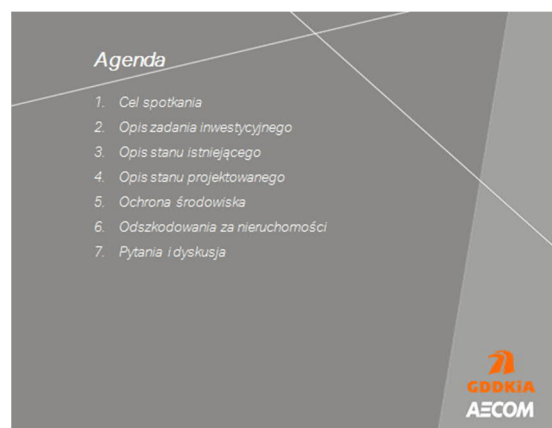 Agenda
1. Cel spotkania
2. Opis zadania inwestycyjnego
3. Opis stanu istniejącego
4. Opis stanu projektowanego
5. Ochrona środowiska
6. Odszkodowania za nieruchomości
7. Pytania i dyskusja
GDDKiA
AECOM